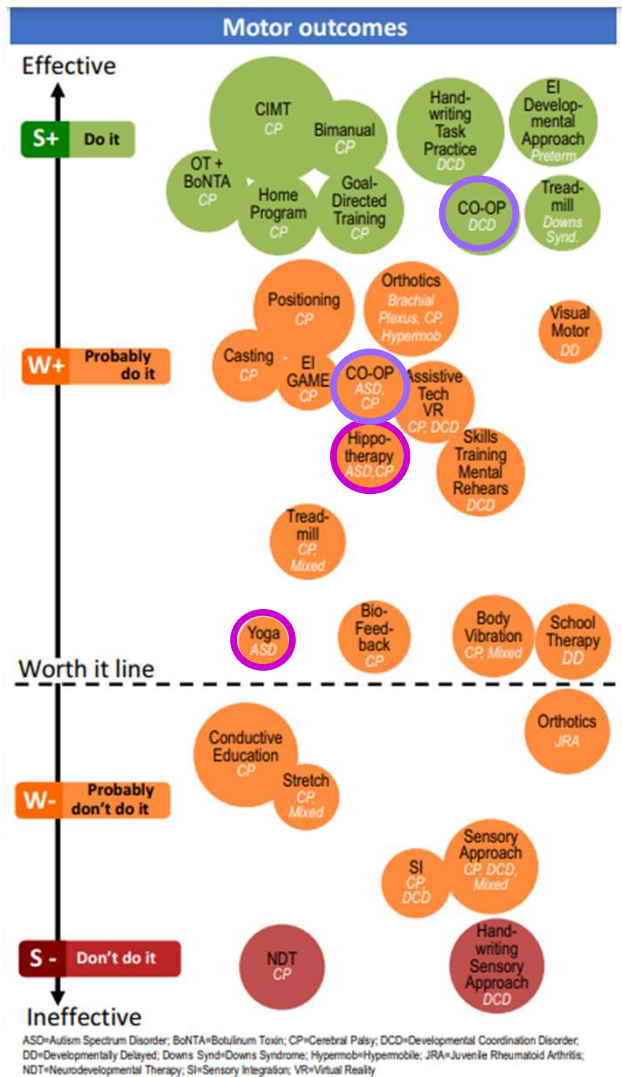 Motor outcomes
Effective
S+ Do it
CIMT
CP
Bimanual
CP
Hand-
writing
Task
Practice
DCD
EI
Develop-
mental
Approach
Preterm
OT +
BoNTA
CP
Home
Program
CP
Goal-
Directed
Training
CP
CO-OP
DCD
Tread-
mill
Downs
Synd.
Positioning
CP
Orthotics
Brachial
Plexus, CP,
Hypermob
Visual
Motor
DD
W+ Probably
do it
Casting
CP
EI
GAME
CP
CO-OP
ASD,
CP
Assistive
Tech
VR
CP, DCD
Hippo-
therapy
ASD,CP
Skills
Training
Mental
Rehears
DCD
Tread-
mill
CP,
Mixed
Yoga
ASD
Bio-
Feed-
back
CP
Body
Vibration
CP, Mixed
School
Therapy
DD
Worth it line
Orthotics
JRA
Conductive
Education
CP
Stretch
CP,
Mixed
W- Probably
don't do it
SI
CP,
DCD
Sensory
Approach
CP, DCD,
Mixed
S - Don't do it
NDT
CP
Hand-
writing
Sensory
Approach
DCD
Ineffective
ASD=Autism Spectrum Disorder; BoNTA=Botulinum Toxin; CP=Cerebral Palsy; DCD=Developmental Coordination Disorder,
DD=Developmentally Delayed; Downs Synd=Downs Syndrome; Hypermob=Hypermobile; JRA=Juvenile Rheumatoid Arthritis;
NDT=Neurodevelopmental Therapy; SI=Sensory Integration; VR=Virtual Reality